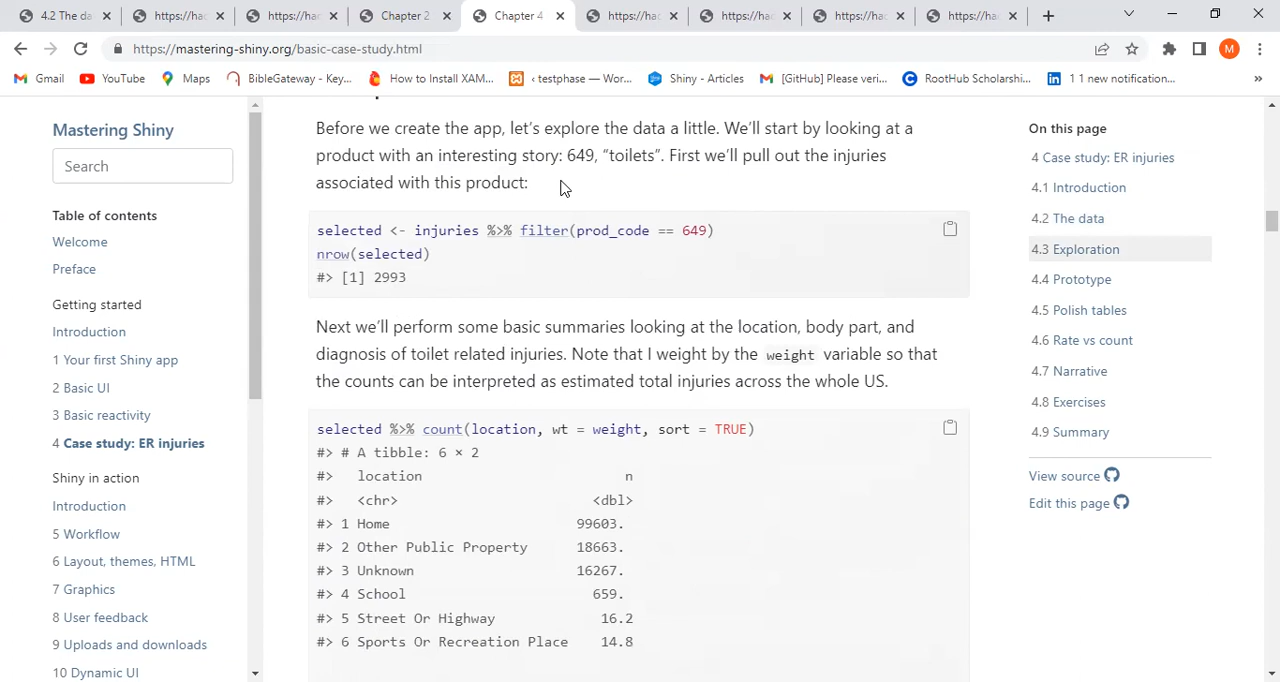 4.2 The da
https://hac
https://hac
Chapter 2
Chapter 4
https://hac
https://hac
https://hac
https://hac
https://mastering-shiny.org/basic-case-study.html
M
Gmail
YouTube
Maps
BibleGateway - Key...
How to Install XAM...
‹ testphase — Wor...
Shiny - Articles
[GitHub] Please veri...
RootHub Scholarshi...
1 1 new notification...
»
Mastering Shiny
Search
Table of contents
Welcome
Preface
Getting started
Introduction
1 Your first Shiny app
2 Basic UI
3 Basic reactivity
4 Case study: ER injuries
Shiny in action
Introduction
5 Workflow
6 Layout, themes, HTML
7 Graphics
8 User feedback
9 Uploads and downloads
10 Dynamic UI
Before we create the app, let’s explore the data a little. We’ll start by looking at a
product with an interesting story: 649, “toilets”. First we’ll pull out the injuries
associated with this product:
selected <- injuries %>% filter(prod_code == 649)
nrow(selected)
#> [1] 2993
Next we’ll perform some basic summaries looking at the location, body part, and
diagnosis of toilet related injuries. Note that I weight by the weight variable so that
the counts can be interpreted as estimated total injuries across the whole US.
selected %>% count(location, wt = weight, sort = TRUE)
#> # A tibble: 6 × 2
#> location n
#> <chr> <dbl>
#> 1 Home 99603.
#> 2 Other Public Property 18663.
#> 3 Unknown 16267.
#> 4 School 659.
#> 5 Street Or Highway 16.2
#> 6 Sports Or Recreation Place 14.8
On this page
4 Case study: ER injuries
4.1 Introduction
4.2 The data
4.3 Exploration
4.4 Prototype
4.5 Polish tables
4.6 Rate vs count
4.7 Narrative
4.8 Exercises
4.9 Summary
View source
Edit this page